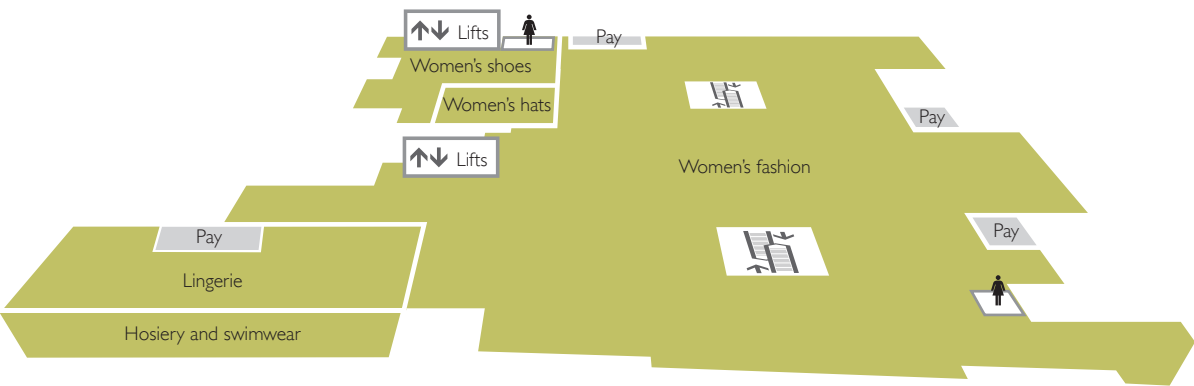 Lifts
Pay
Women's shoes
Women's hats
Pay
Lifts
Women's fashion
Pay
Pay
Lingerie
Hosiery and swimwear